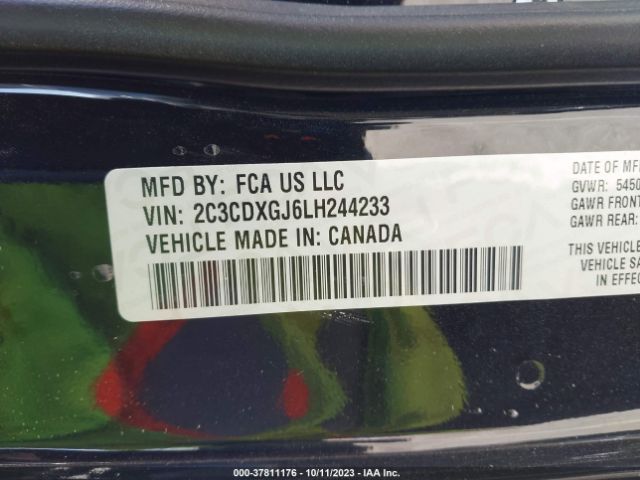 MFD BY: FCA US LLC
VIN: 2C3CDXGJ6LH244233
VEHICLE MADE IN: CANADA
DATE OF MF
GVWR: 5450
GAWR FRONT
GAWR REAR:
THIS VEHICLE
VEHICLE SA
IN EFFE
000-37811176 - 10/11/2023 - IAA Inc.